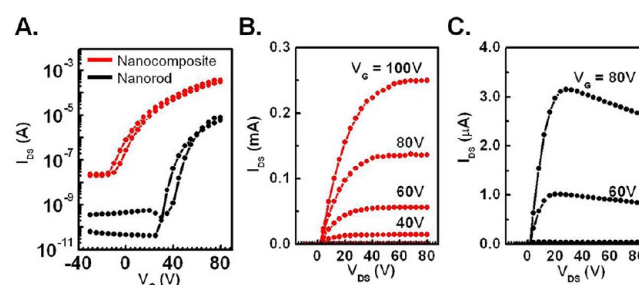 A.
Nanocomposite
Nanorod
10⁻¹
10⁻³
10⁻⁵
10⁻⁷
10⁻⁹
10⁻¹¹
I_DS (A)
-40 0 40 80
B.
0.3
0.2
0.1
0.0
I_DS (mA)
V_G = 100V
80V
60V
40V
0 20 40 60 80
V_DS (V)
C.
4.0
3.0
2.0
1.0
0.0
I_DS (μA)
V_G = 80V
60V
0 20 40 60 80
V_DS (V)